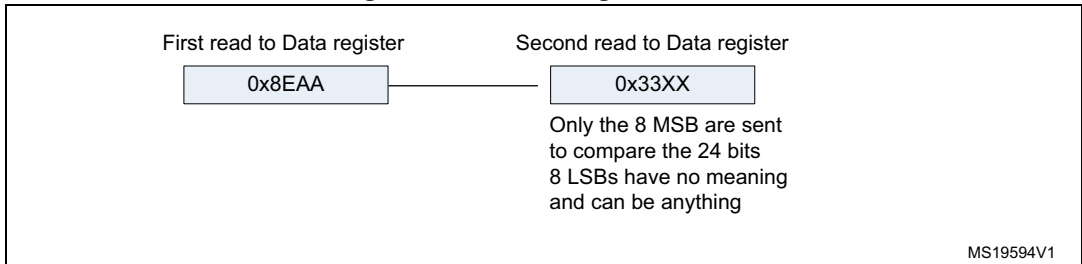 First read to Data register
Second read to Data register
0x8EAA
0x33XX
Only the 8 MSB are sent
to compare the 24 bits
8 LSBs have no meaning
and can be anything
MS19594V1